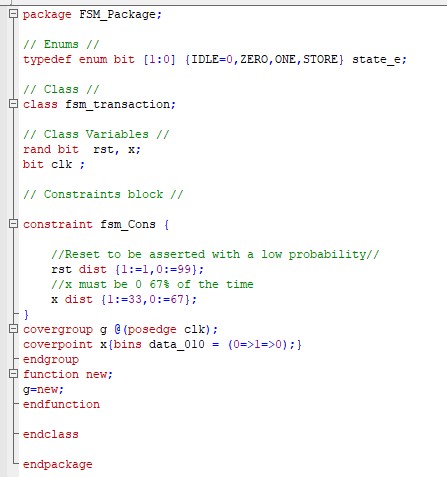 package FSM_Package;
// Enums //
typedef enum bit [1:0] {IDLE=0,ZERO,ONE,STORE} state_e;
// Class //
class fsm_transaction;
// Class Variables //
rand bit  rst, x;
bit clk ;
// Constraints block //
constraint fsm_Cons {
//Reset to be asserted with a low probability//
rst dist {1:=1,0:=99};
//x must be 0 67% of the time
x dist {1:=33,0:=67};
}
covergroup g @(posedge clk);
coverpoint x{bins data_010 = (0=>1=>0);}
endgroup
function new;
g=new;
endfunction
endclass
endpackage